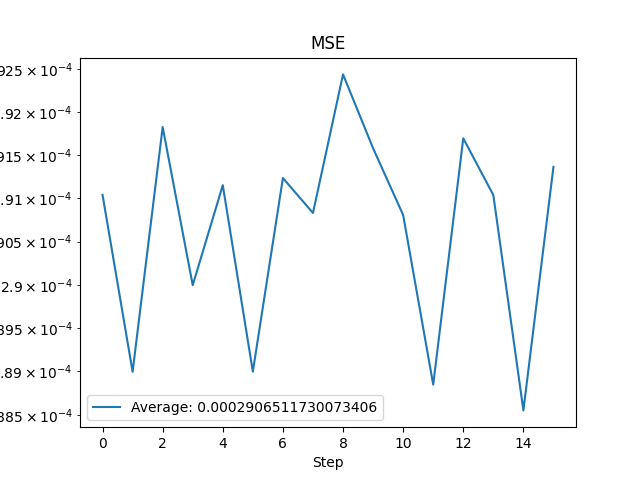 MSE
925 × 10⁻⁴
.92 × 10⁻⁴
915 × 10⁻⁴
.91 × 10⁻⁴
905 × 10⁻⁴
2.9 × 10⁻⁴
895 × 10⁻⁴
.89 × 10⁻⁴
885 × 10⁻⁴
Average: 0.0002906511730073406
0 2 4 6 8 10 12 14
Step